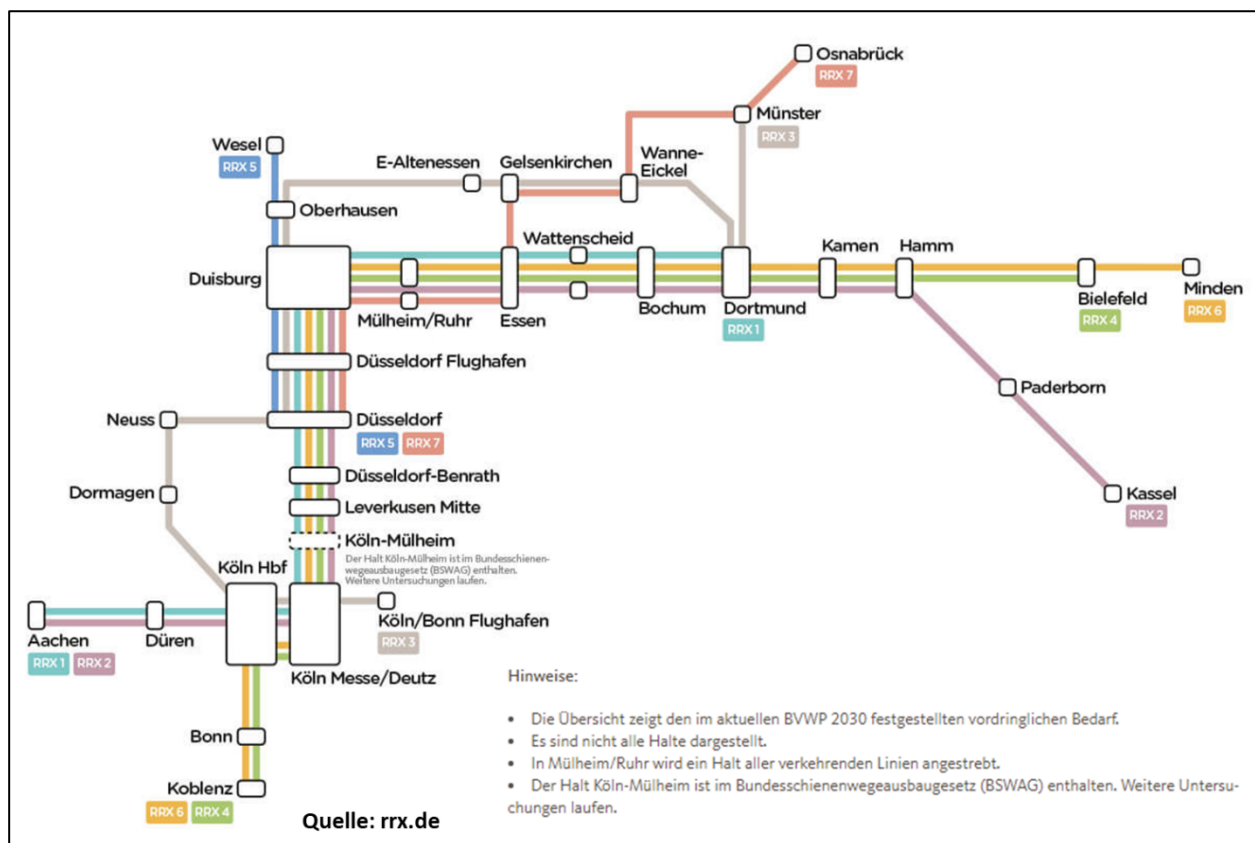 Osnabrück
RRX 7
Münster
RRX 3
Wesel
RRX 5
E-Altenessen
Gelsenkirchen
Wanne-
Eickel
Oberhausen
Wattenscheid
Kamen
Hamm
Duisburg
Mülheim/Ruhr
Essen
Bochum
Dortmund
RRX 1
Bielefeld
RRX 4
Minden
RRX 6
Düsseldorf Flughafen
Paderborn
Neuss
Düsseldorf
RRX 5 RRX 7
Düsseldorf-Benrath
Dormagen
Leverkusen Mitte
Kassel
RRX 2
Köln-Mülheim
Der Halt Köln-Mülheim ist im Bundesschienen-
wegeausbaugesetz (BSWAG) enthalten.
Weitere Untersuchungen laufen.
Köln Hbf
Köln/Bonn Flughafen
RRX 3
Aachen
RRX 1 RRX 2
Düren
Köln Messe/Deutz
Bonn
Koblenz
RRX 6 RRX 4
Hinweise:
• Die Übersicht zeigt den im aktuellen BVWP 2030 festgestellten vordringlichen Bedarf.
• Es sind nicht alle Halte dargestellt.
• In Mülheim/Ruhr wird ein Halt aller verkehrenden Linien angestrebt.
• Der Halt Köln-Mülheim ist im Bundesschienenwegeausbaugesetz (BSWAG) enthalten. Weitere Untersu-
chungen laufen.
Quelle: rrx.de